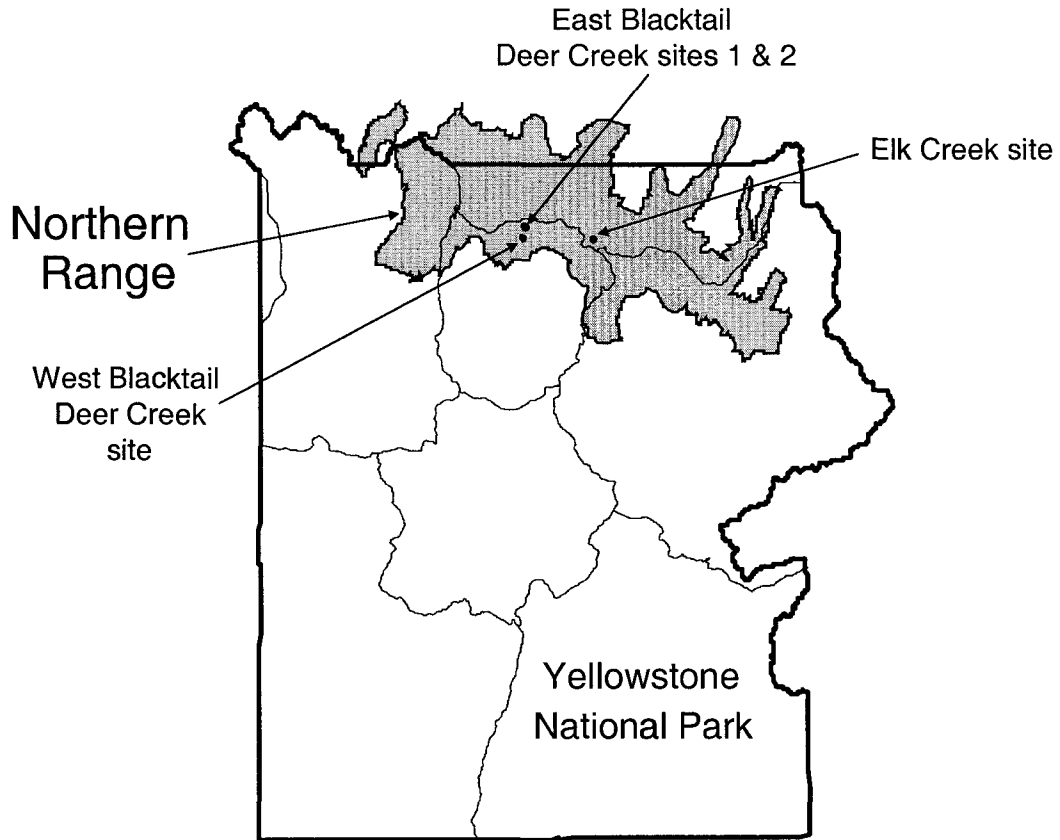 East Blacktail
Deer Creek sites 1 & 2
Elk Creek site
Northern
Range
West Blacktail
Deer Creek
site
Yellowstone
National Park